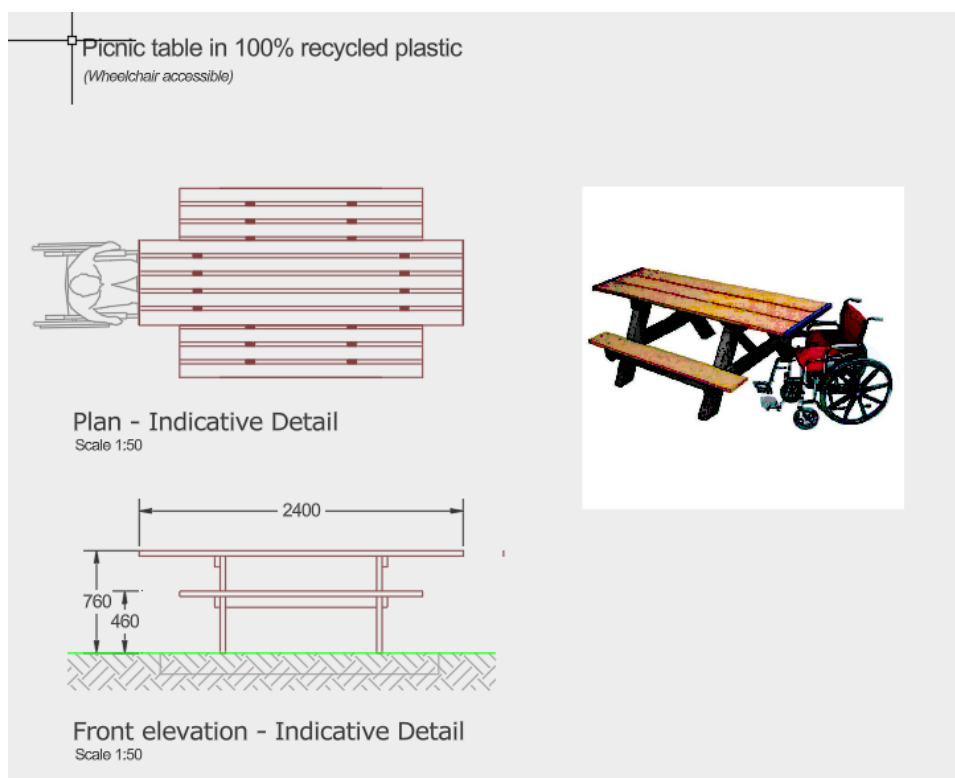 Picnic table in 100% recycled plastic
(Wheelchair accessible)
Plan - Indicative Detail
Scale 1:50
2400
760
460
Front elevation - Indicative Detail
Scale 1:50